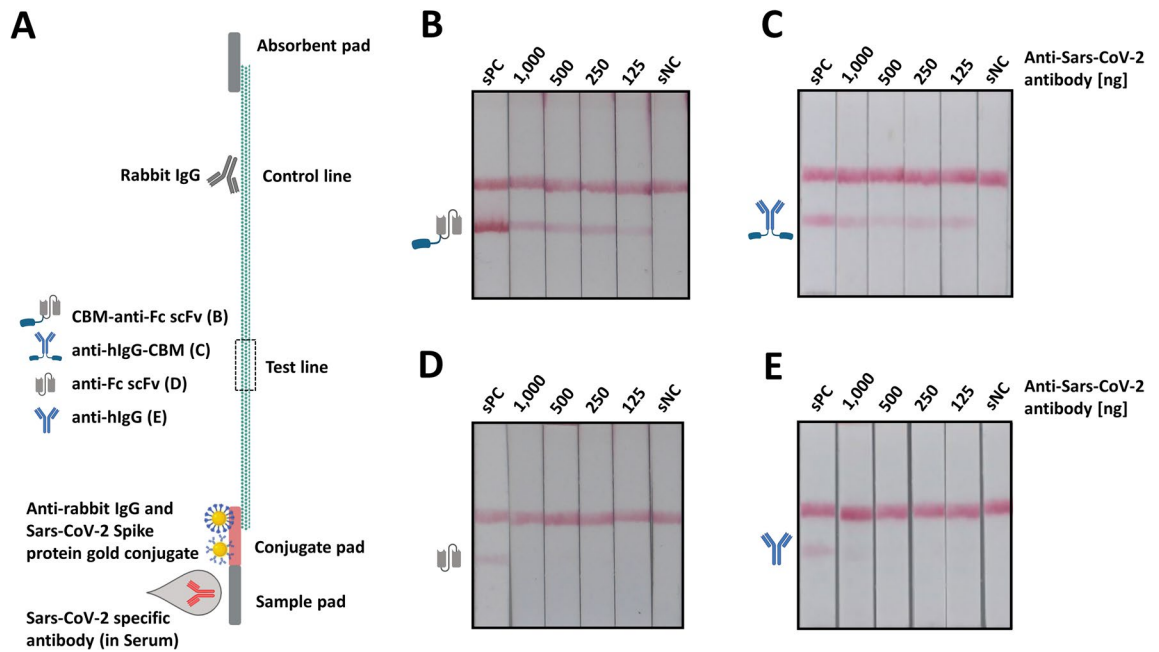 A
Absorbent pad
Rabbit IgG
Control line
CBM-anti-Fc scFv (B)
anti-hIgG-CBM (C)
anti-Fc scFv (D)
anti-hIgG (E)
Test line
Anti-rabbit IgG and
Sars-CoV-2 Spike
protein gold conjugate
Conjugate pad
Sample pad
Sars-CoV-2 specific
antibody (in Serum)
B
sPC 1,000 500 250 125 sNC
C
sPC 1,000 500 250 125 sNC
Anti-Sars-CoV-2
antibody [ng]
D
sPC 1,000 500 250 125 sNC
E
sPC 1,000 500 250 125 sNC
Anti-Sars-CoV-2
antibody [ng]